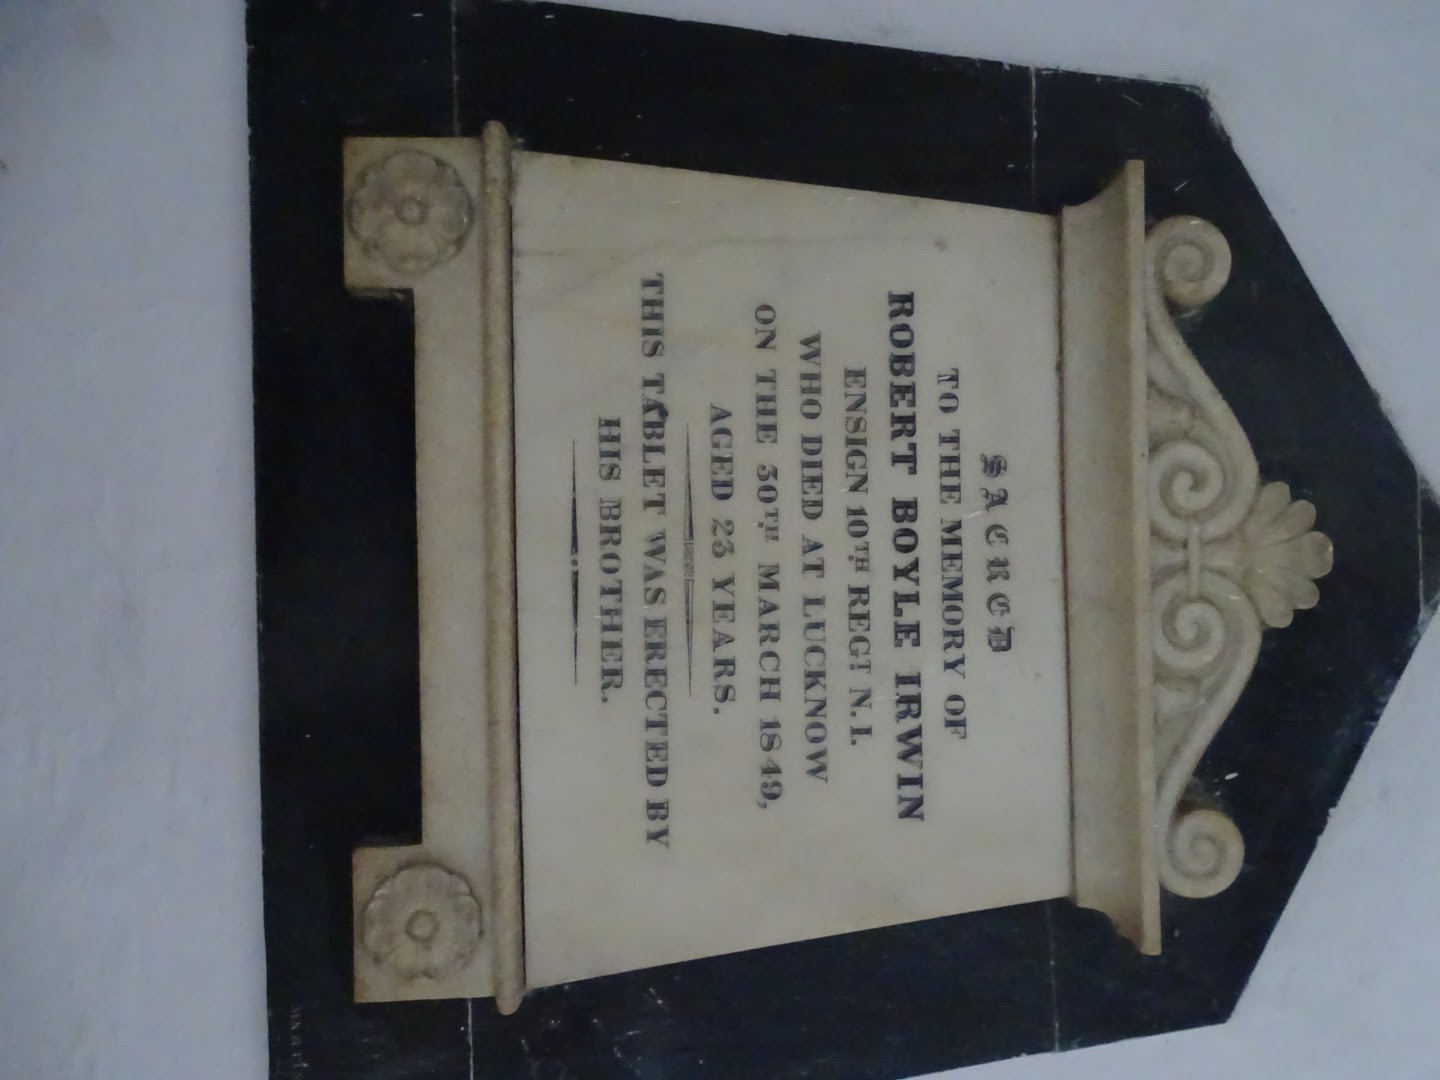 SACRED
TO THE MEMORY OF
ROBERT BOYLE IRWIN
ENSIGN 10TH REGT N.I.
WHO DIED AT LUCKNOW
ON THE 30TH MARCH 1849,
AGED 23 YEARS.
THIS TABLET WAS ERECTED BY
HIS BROTHER.